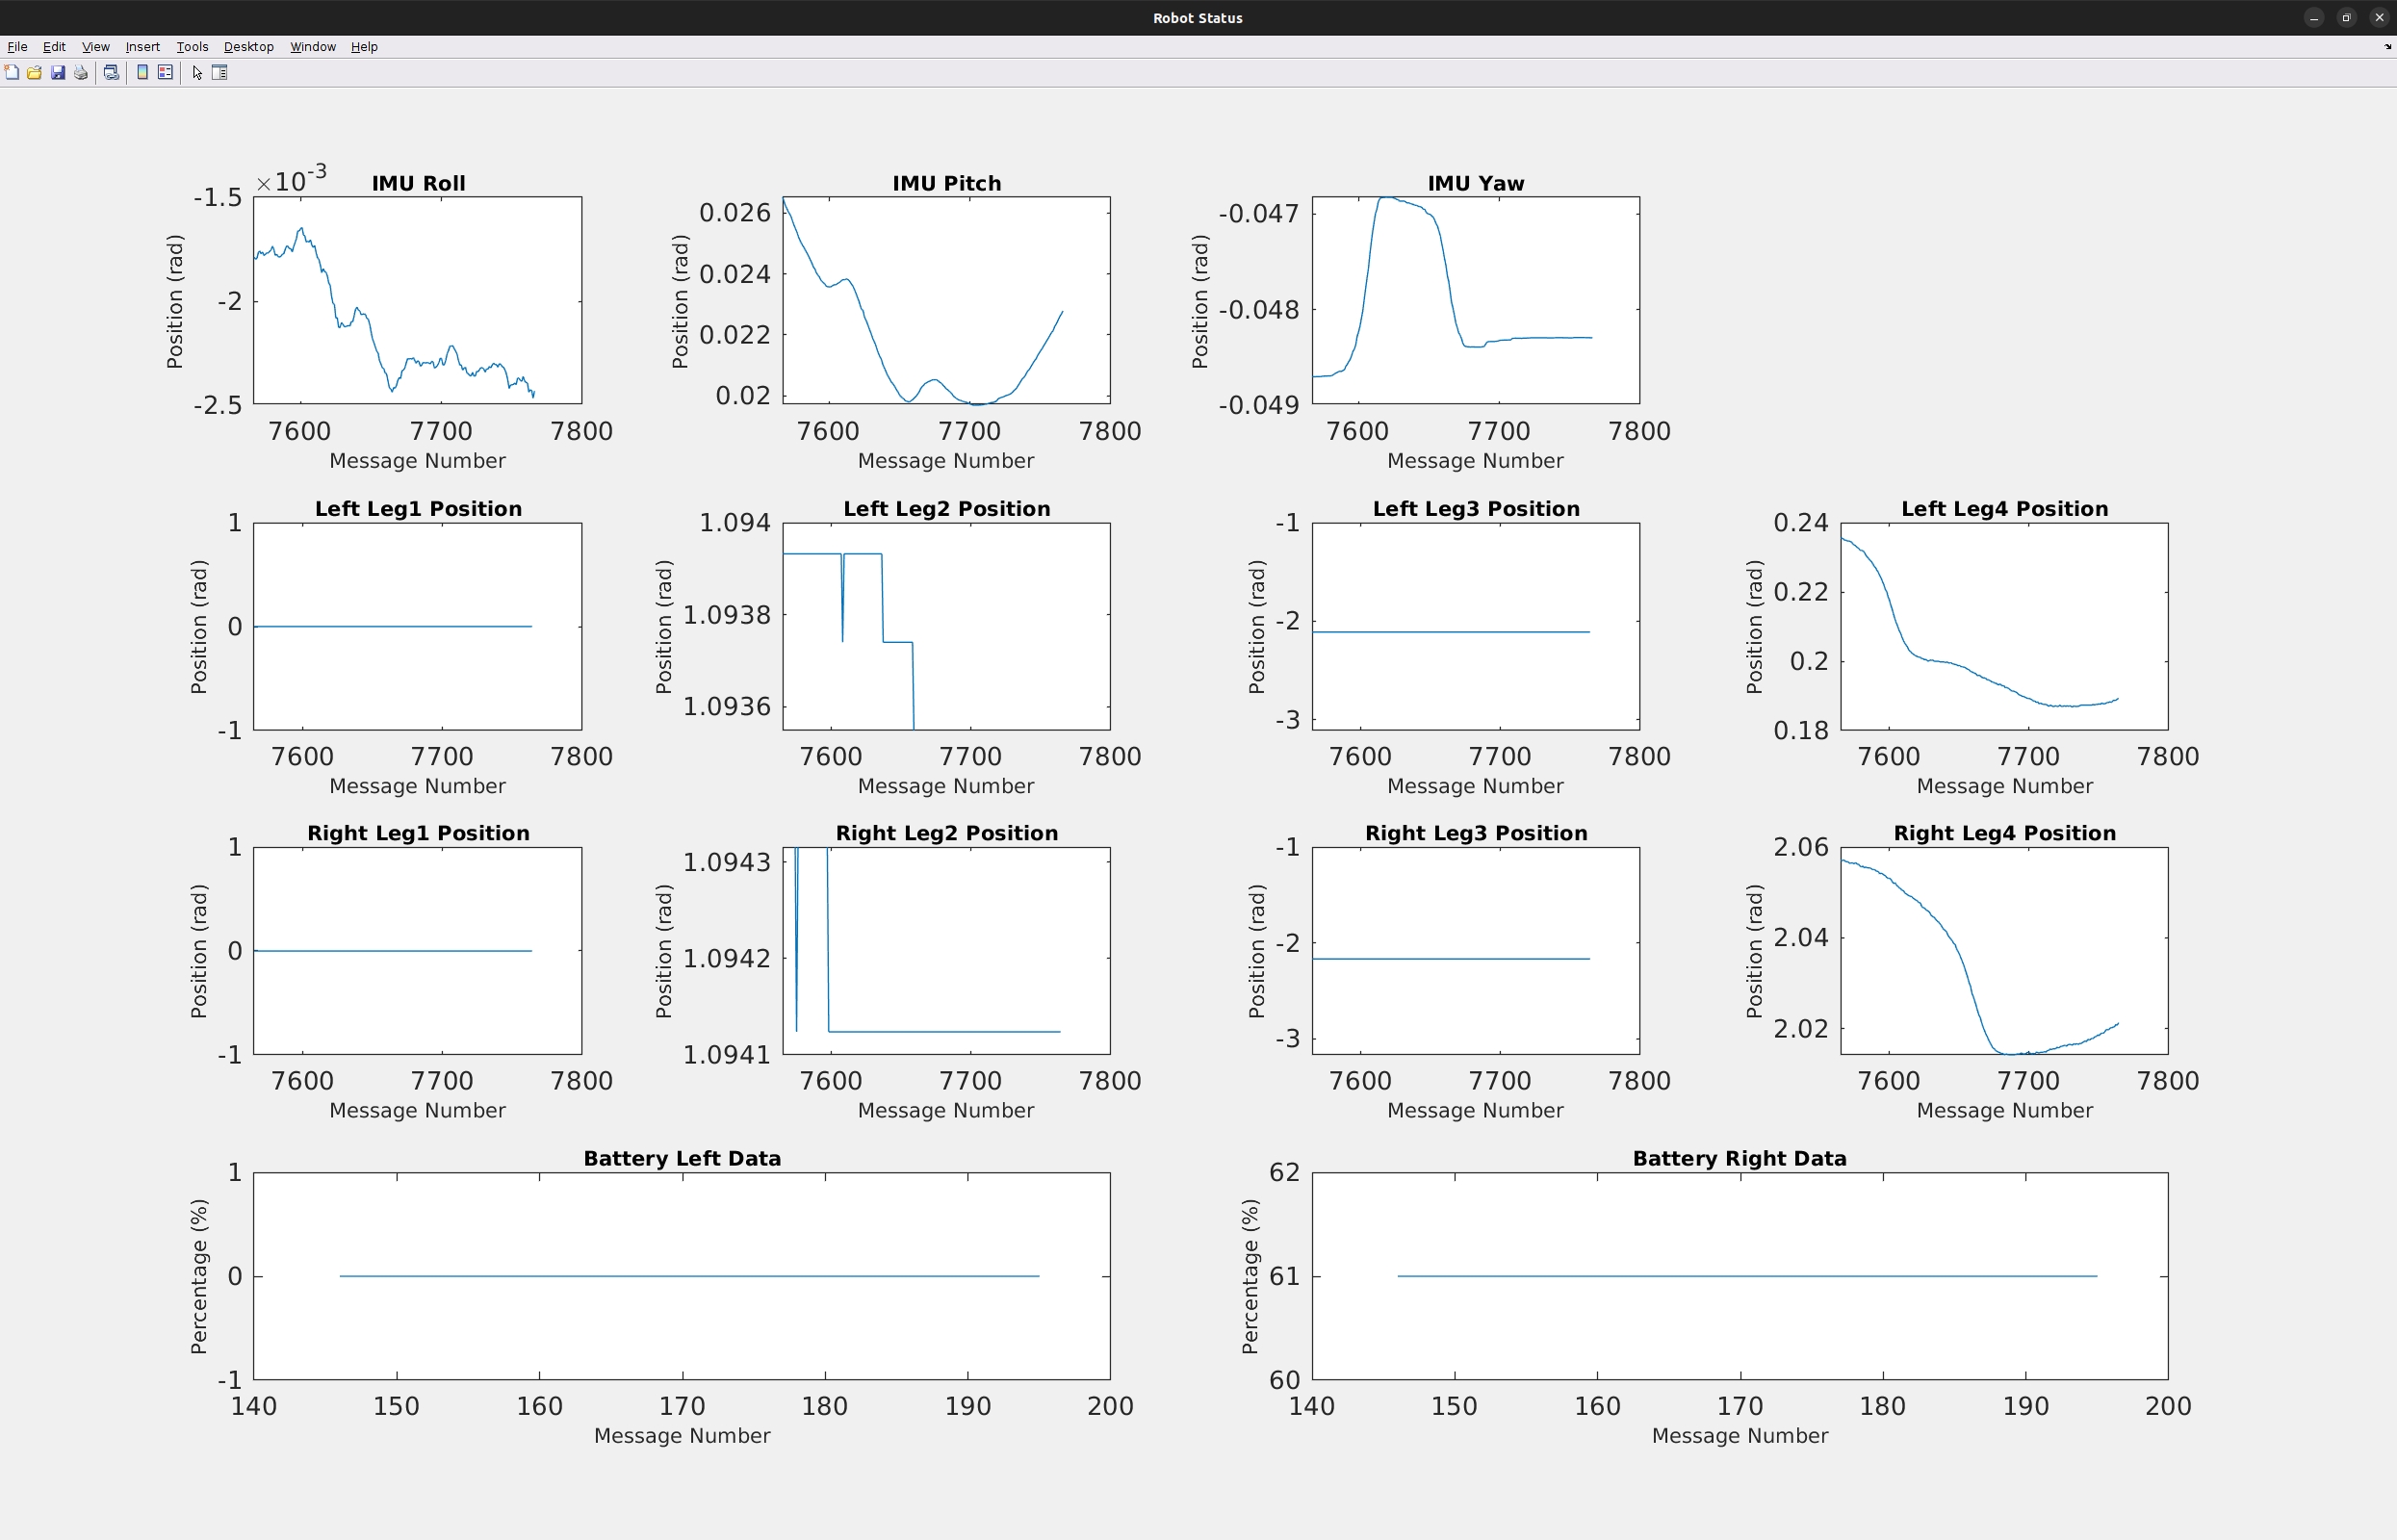 Robot Status
File Edit View Insert Tools Desktop Window Help
×10-3
IMU Roll
-1.5
-2
-2.5
Position (rad)
7600 7700 7800
Message Number
IMU Pitch
0.026
0.024
0.022
0.02
Position (rad)
7600 7700 7800
Message Number
IMU Yaw
-0.047
-0.048
-0.049
Position (rad)
7600 7700 7800
Message Number
Left Leg1 Position
1
0
-1
Position (rad)
7600 7700 7800
Message Number
Left Leg2 Position
1.094
1.0938
1.0936
Position (rad)
7600 7700 7800
Message Number
Left Leg3 Position
-1
-2
-3
Position (rad)
7600 7700 7800
Message Number
Left Leg4 Position
0.24
0.22
0.2
0.18
Position (rad)
7600 7700 7800
Message Number
Right Leg1 Position
1
0
-1
Position (rad)
7600 7700 7800
Message Number
Right Leg2 Position
1.0943
1.0942
1.0941
Position (rad)
7600 7700 7800
Message Number
Right Leg3 Position
-1
-2
-3
Position (rad)
7600 7700 7800
Message Number
Right Leg4 Position
2.06
2.04
2.02
Position (rad)
7600 7700 7800
Message Number
Battery Left Data
1
0
-1
Percentage (%)
140 150 160 170 180 190 200
Message Number
Battery Right Data
62
61
60
Percentage (%)
140 150 160 170 180 190 200
Message Number